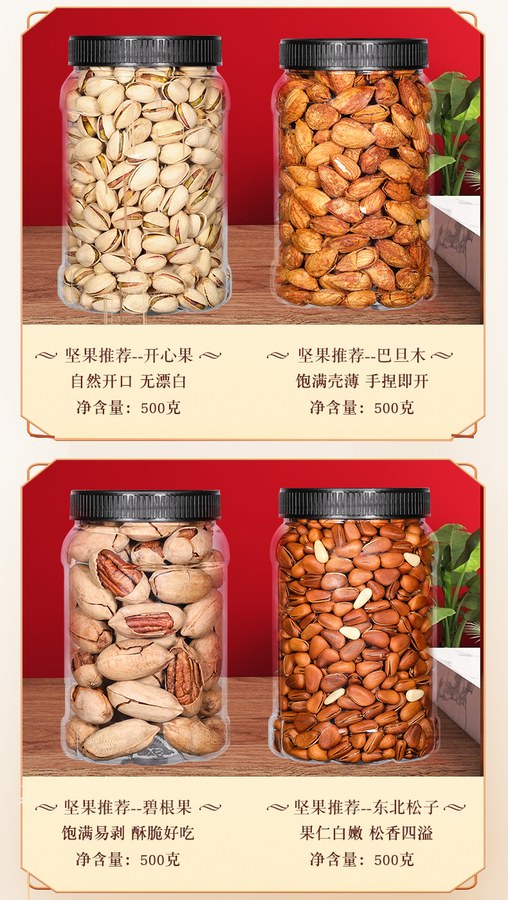 坚果推荐--开心果
自然开口 无漂白
净含量：500克
坚果推荐--巴旦木
饱满壳薄 手捏即开
净含量：500克
坚果推荐--碧根果
饱满易剥 酥脆好吃
净含量：500克
坚果推荐--东北松子
果仁白嫩 松香四溢
净含量：500克